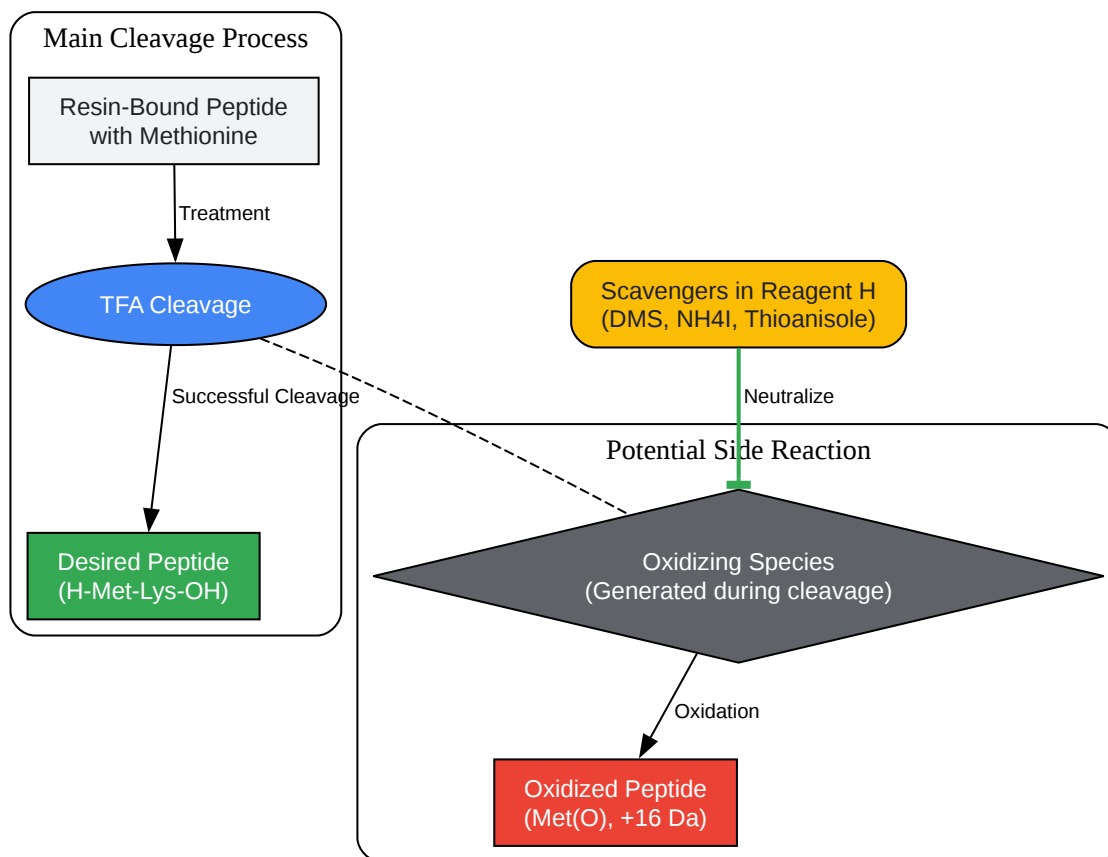 Main Cleavage Process
Resin-Bound Peptide
with Methionine
Treatment
TFA Cleavage
Scavengers in Reagent H
(DMS, NH4I, Thioanisole)
Successful Cleavage
Neutralize
Potential Side Reaction
Desired Peptide
(H-Met-Lys-OH)
Oxidizing Species
(Generated during cleavage)
Oxidation
Oxidized Peptide
(Met(O), +16 Da)